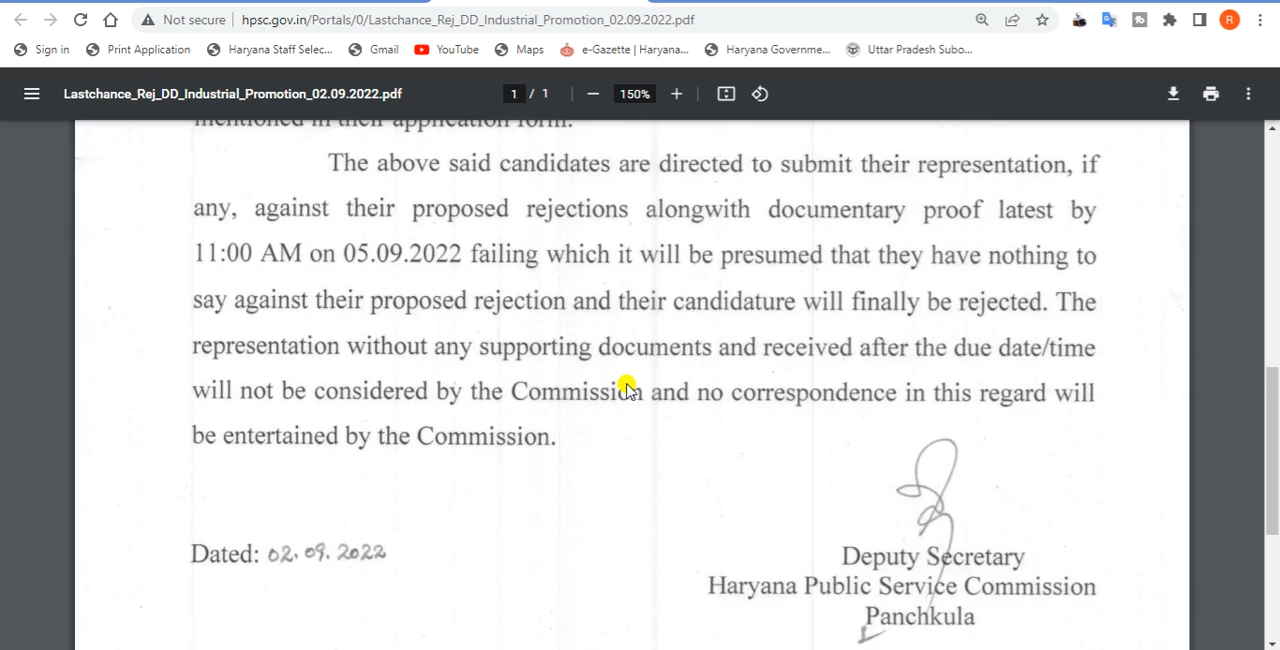 Not secure
hpsc.gov.in/Portals/0/Lastchance_Rej_DD_Industrial_Promotion_02.09.2022.pdf
R
Sign in
Print Application
Haryana Staff Selec...
Gmail
YouTube
Maps
e-Gazette | Haryana...
Haryana Governme...
Uttar Pradesh Subo...
Lastchance_Rej_DD_Industrial_Promotion_02.09.2022.pdf
1 / 1
150%
mentioned in their application form.
The above said candidates are directed to submit their representation, if
any, against their proposed rejections alongwith documentary proof latest by
11:00 AM on 05.09.2022 failing which it will be presumed that they have nothing to
say against their proposed rejection and their candidature will finally be rejected. The
representation without any supporting documents and received after the due date/time
will not be considered by the Commission and no correspondence in this regard will
be entertained by the Commission.
Dated: 02.09.2022
Deputy Secretary
Haryana Public Service Commission
Panchkula